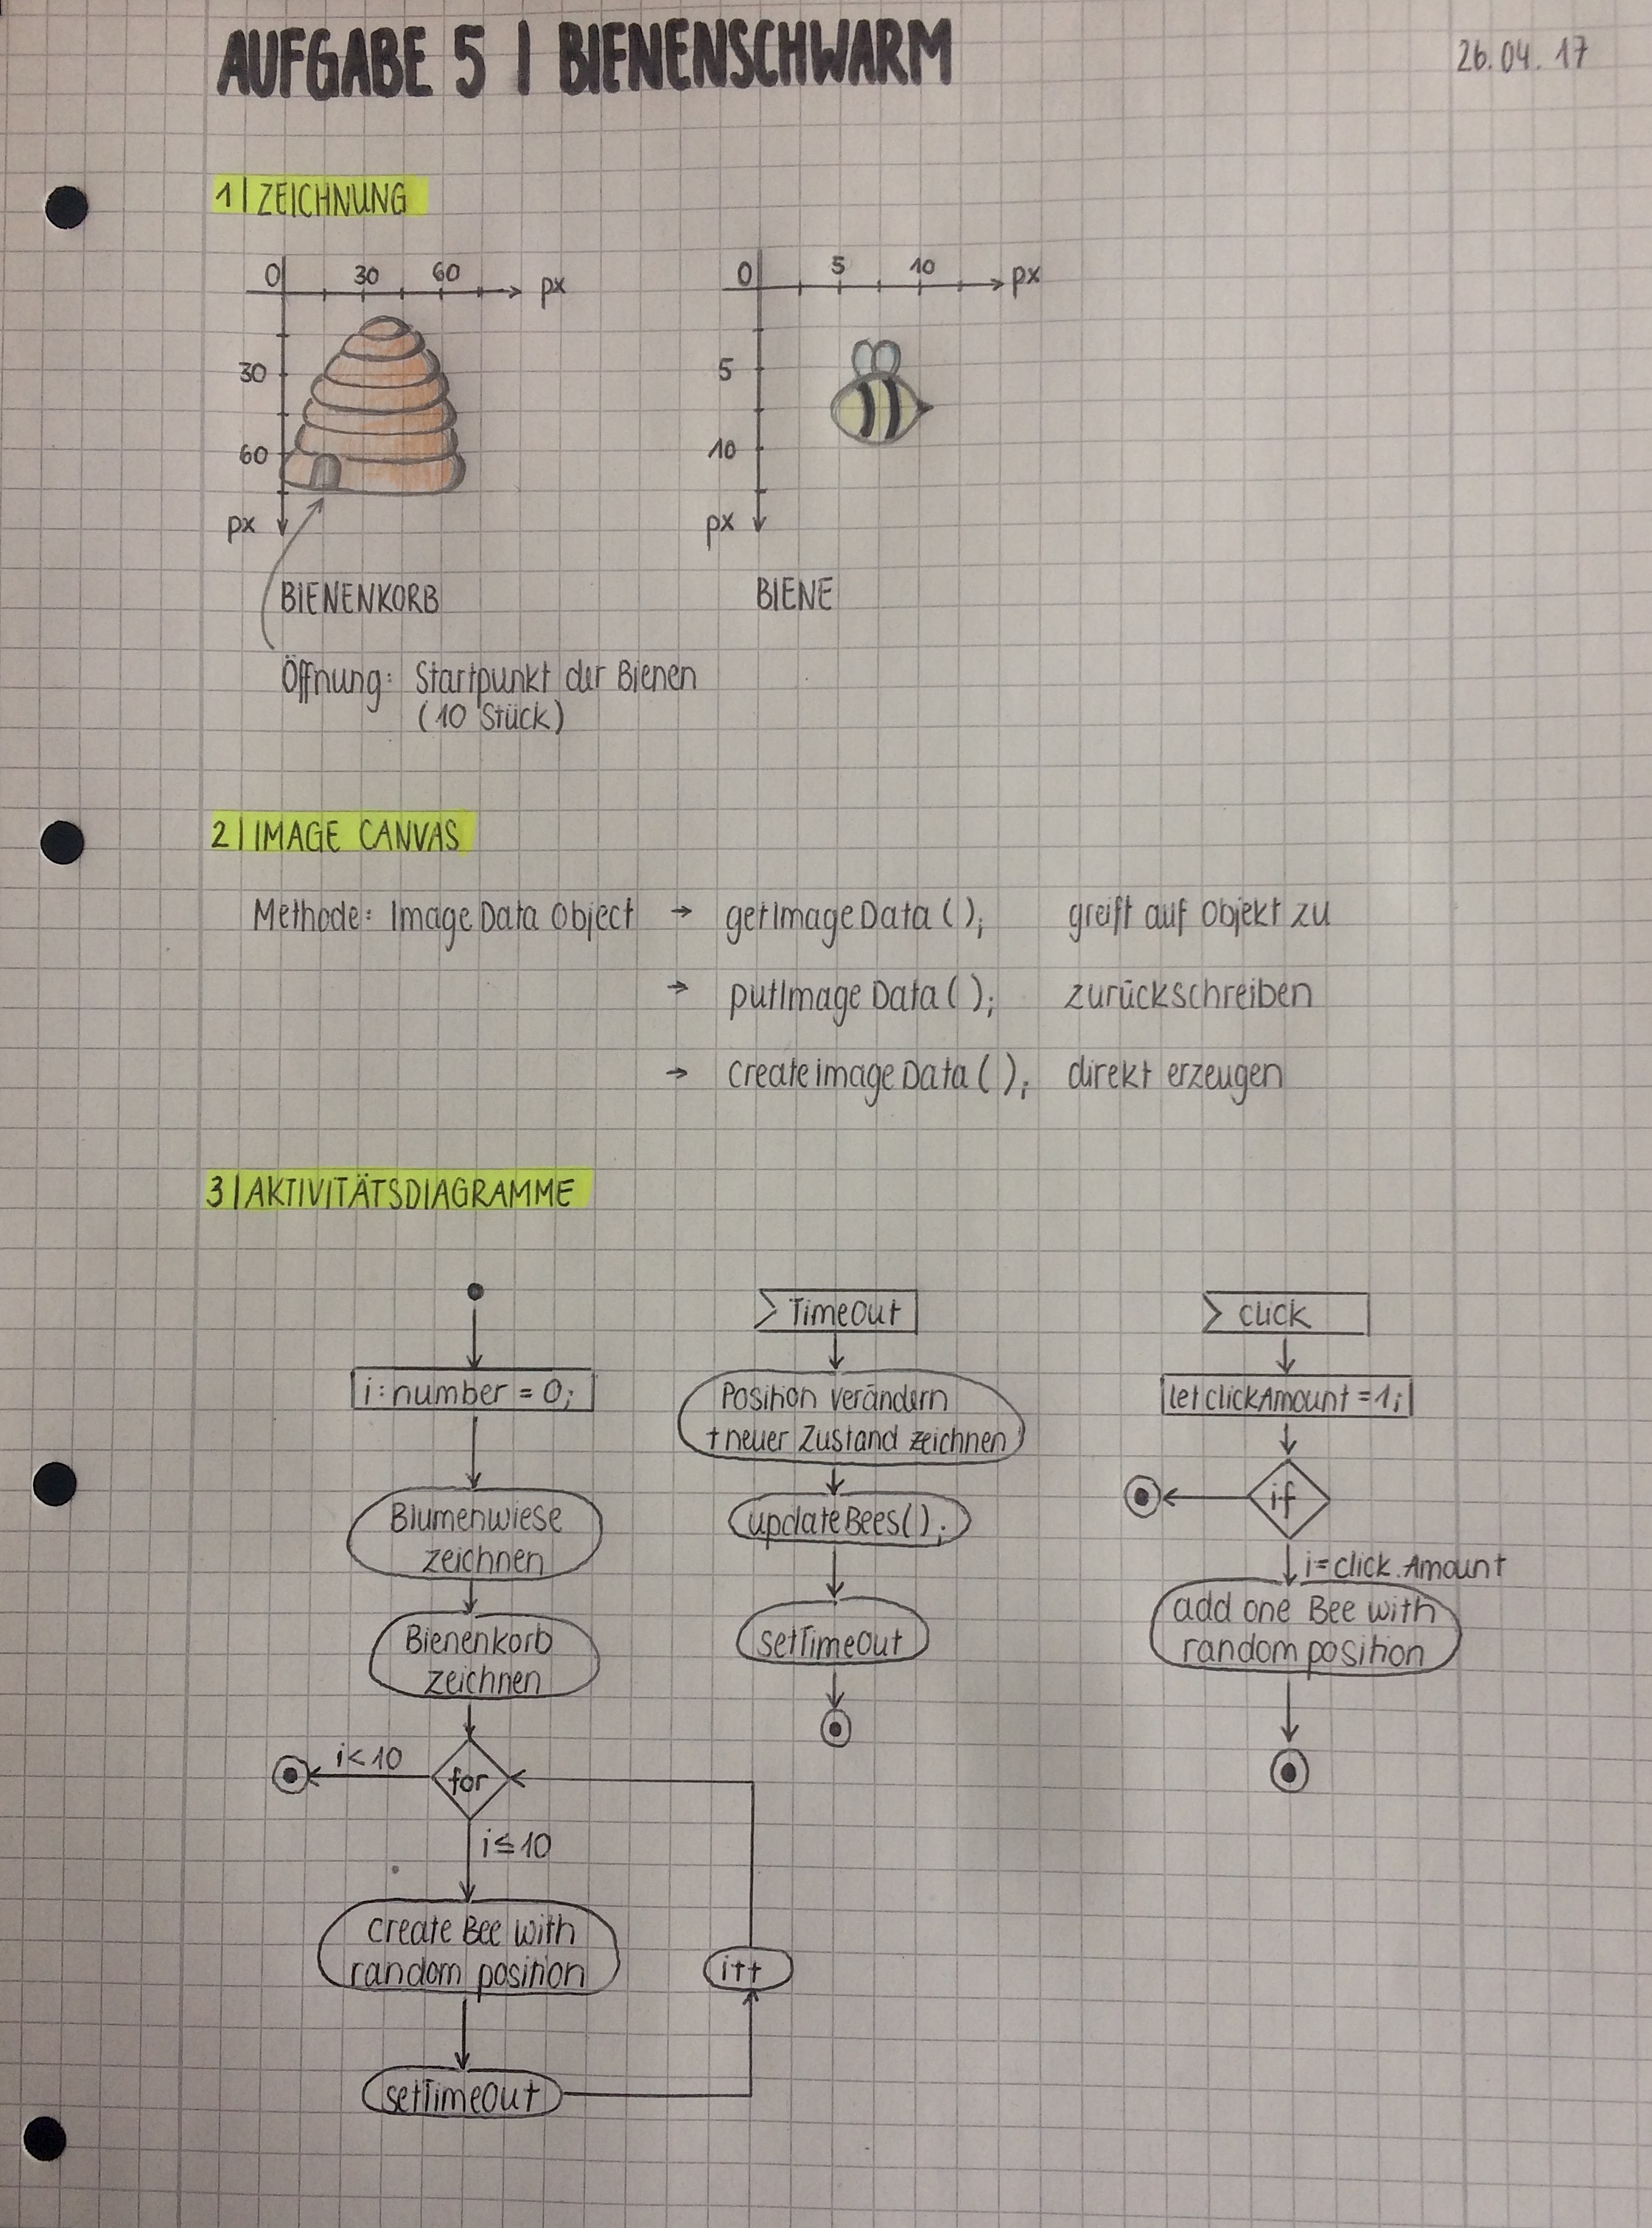 AUFGABE 5 | BIENENSCHWARM
26.04.17
1 | ZEICHNUNG
0 30 60 px
30
60
px
0 5 10 px
5
10
px
BIENENKORB
BIENE
Öffnung: Startpunkt der Bienen
(10 Stück)
2 | IMAGE CANVAS
Methode: Image Data Object → getImageData(); greift auf Objekt zu
→ putImageData(); zurückschreiben
→ createImageData(); direkt erzeugen
3 | AKTIVITÄTSDIAGRAMME
i: number = 0;
Blumenwiese
zeichnen
Bienenkorb
zeichnen
i<10
for
i≤10
create Bee with
random position
setTimeOut
i++
TimeOut
Position verändern
+ neuer Zustand zeichnen
updateBees();
setTimeOut
click
let clickAmount = 1;
if
i=click.Amount
add one Bee with
random position